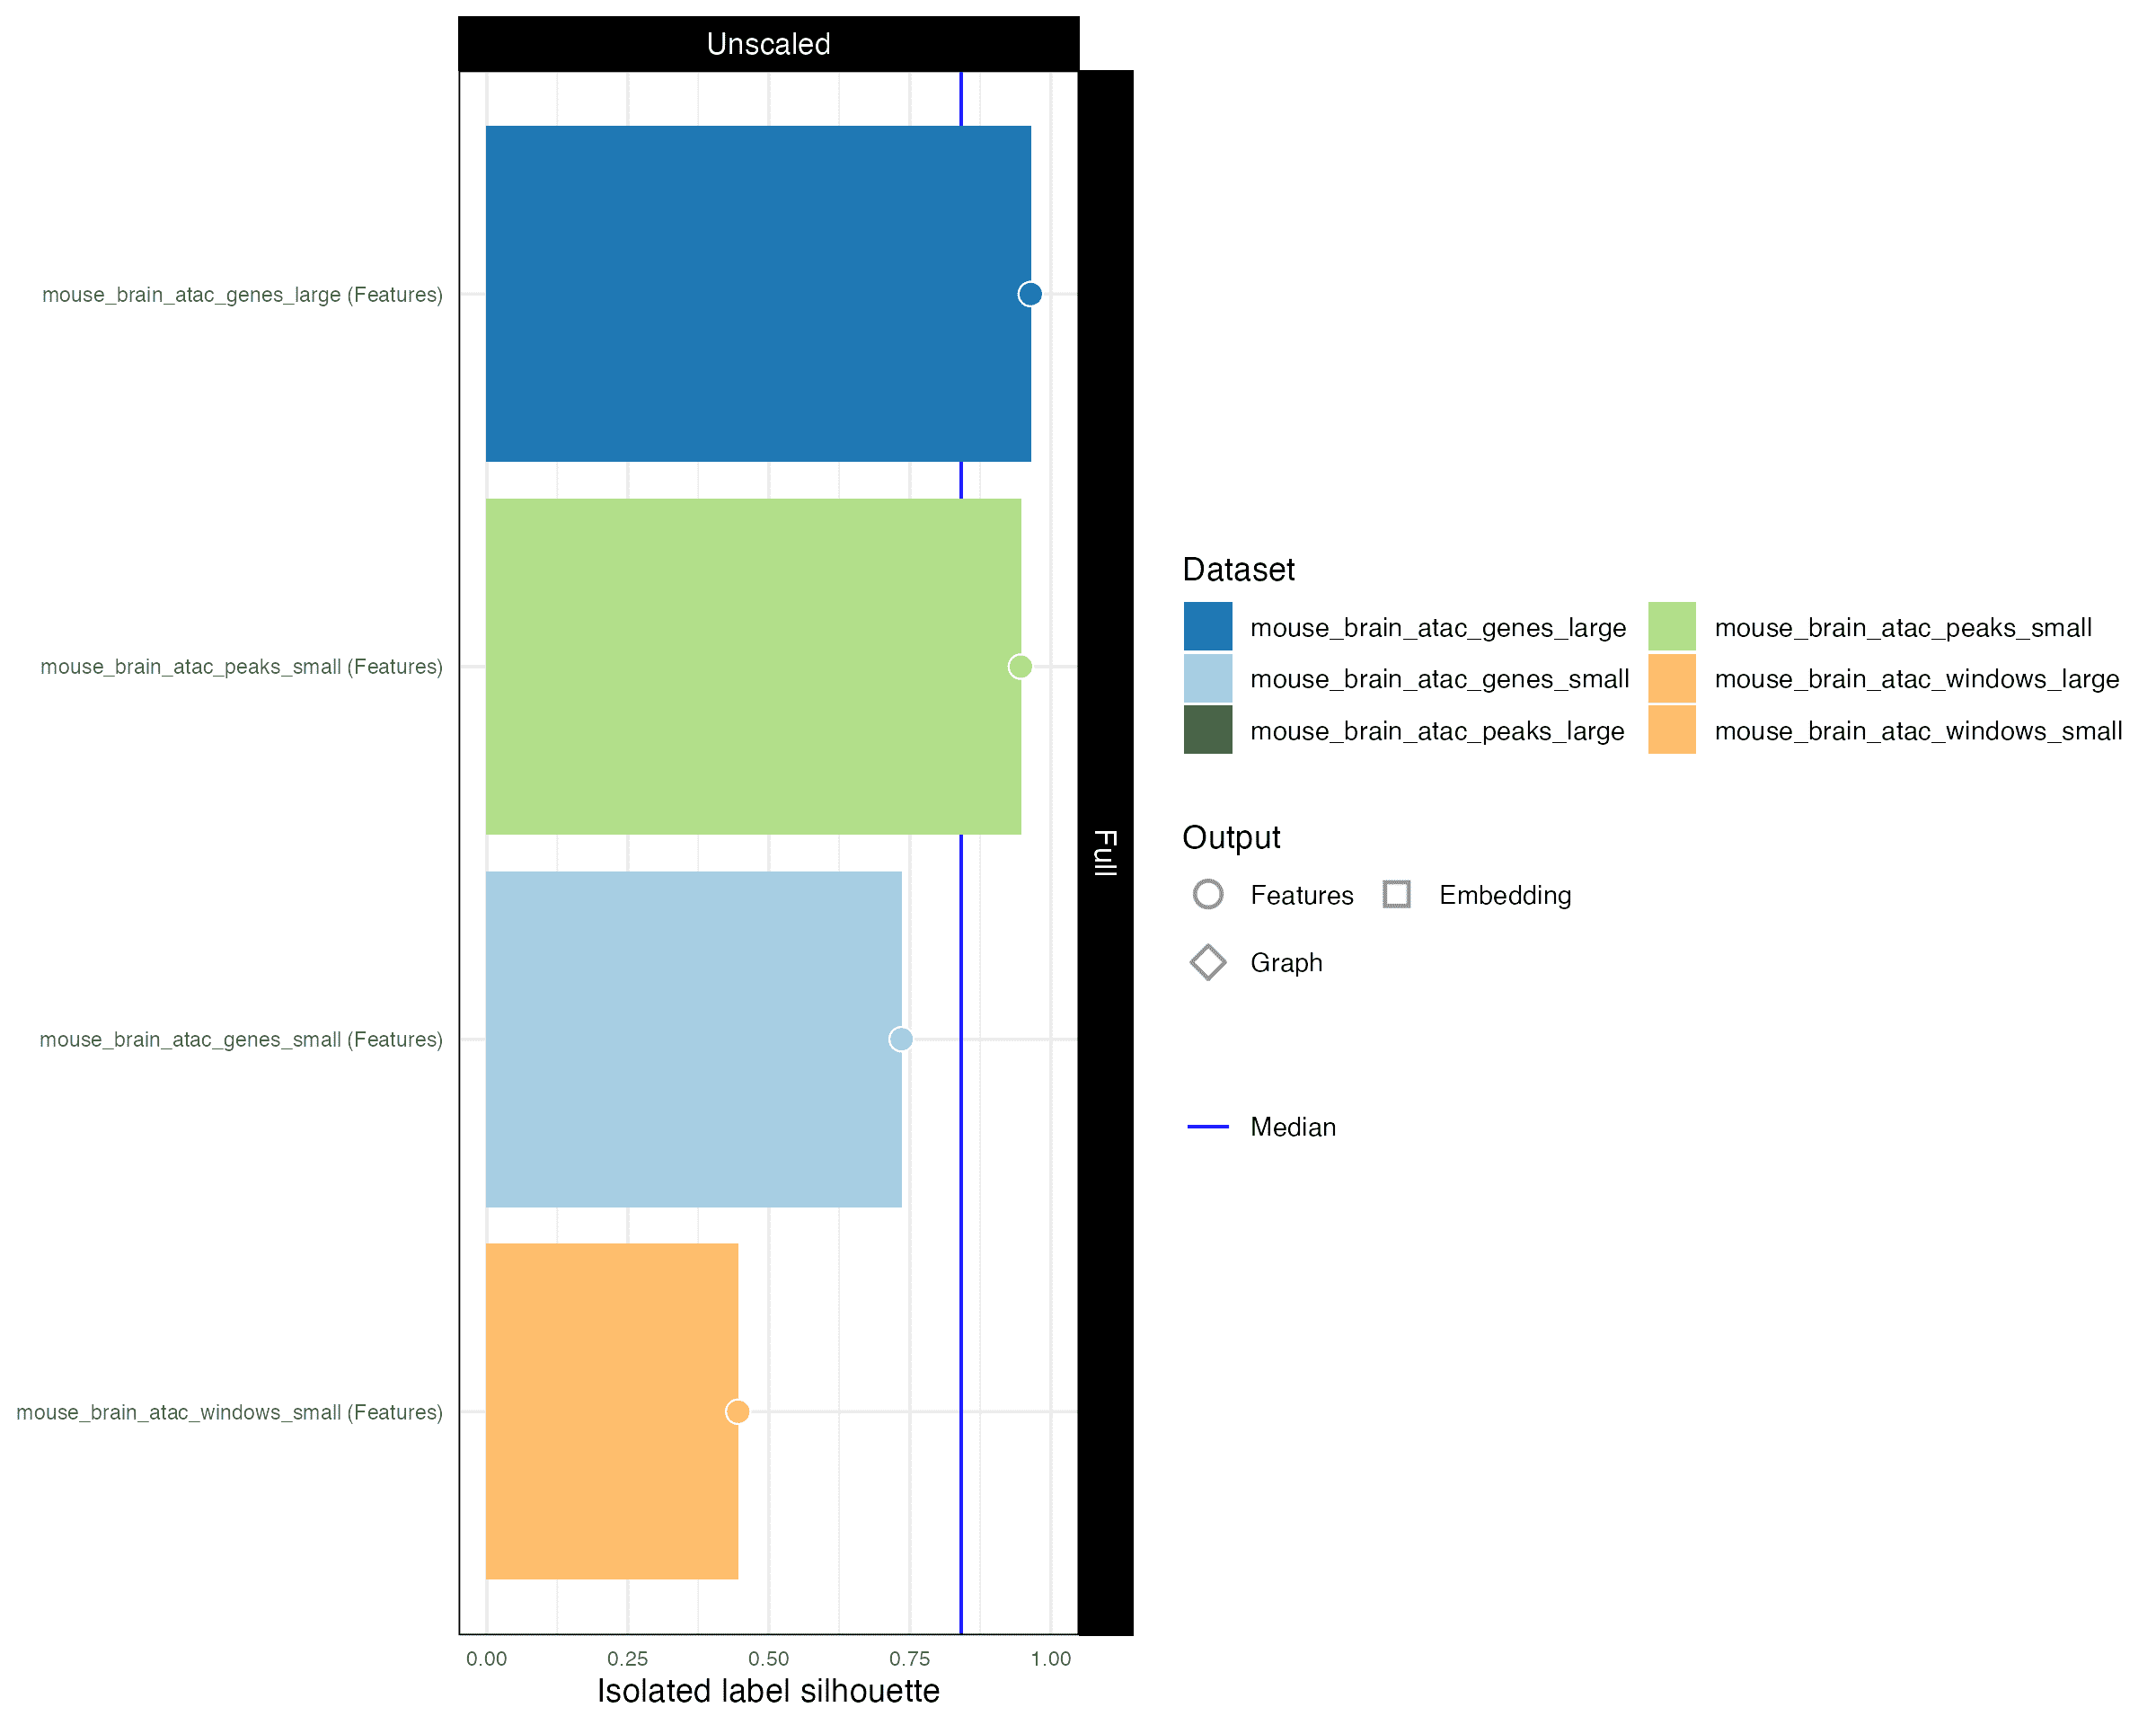 Unscaled
mouse_brain_atac_genes_large (Features)
mouse_brain_atac_peaks_small (Features)
mouse_brain_atac_genes_small (Features)
mouse_brain_atac_windows_small (Features)
0.00 0.25 0.50 0.75 1.00
Isolated label silhouette
Full
Dataset
mouse_brain_atac_genes_large mouse_brain_atac_peaks_small
mouse_brain_atac_genes_small mouse_brain_atac_windows_large
mouse_brain_atac_peaks_large mouse_brain_atac_windows_small
Output
Features Embedding
Graph
Median